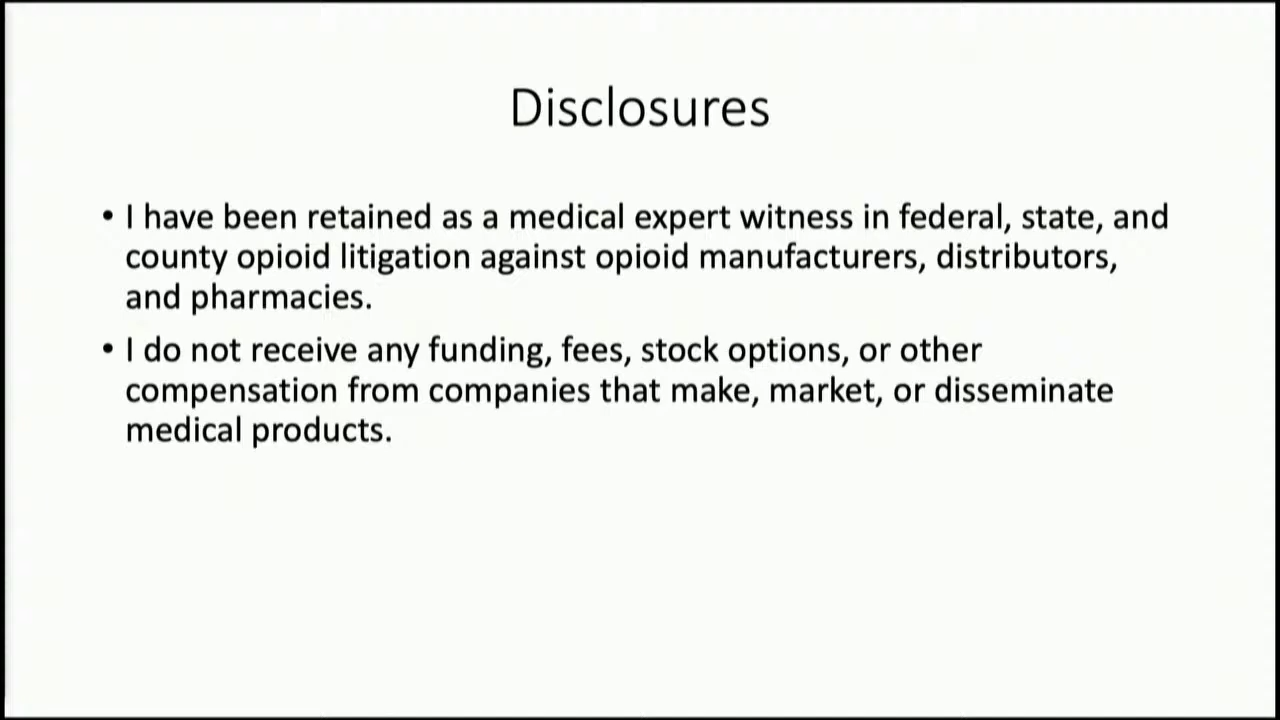 Disclosures
• I have been retained as a medical expert witness in federal, state, and
county opioid litigation against opioid manufacturers, distributors,
and pharmacies.
• I do not receive any funding, fees, stock options, or other
compensation from companies that make, market, or disseminate
medical products.